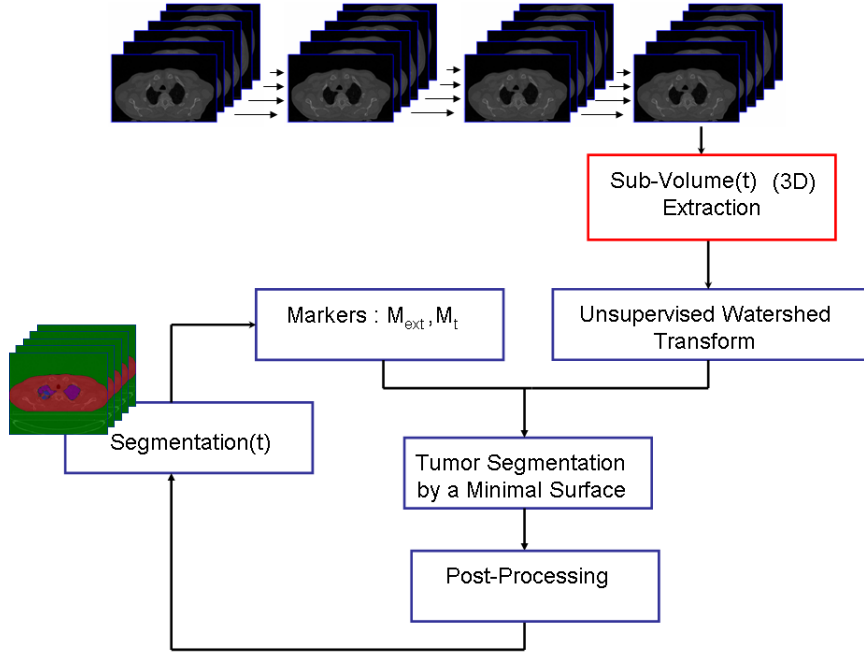 Sub-Volume(t) (3D)
Extraction
Markers : M_ext ,M_t
Unsupervised Watershed
Transform
Segmentation(t)
Tumor Segmentation
by a Minimal Surface
Post-Processing